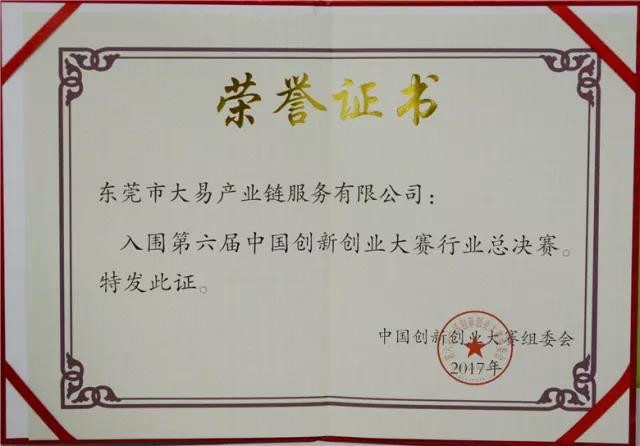 荣誉证书
东莞市大易产业链服务有限公司：
入围第六届中国创新创业大赛行业总决赛。
特发此证。
中国创新创业大赛组委会
2017年